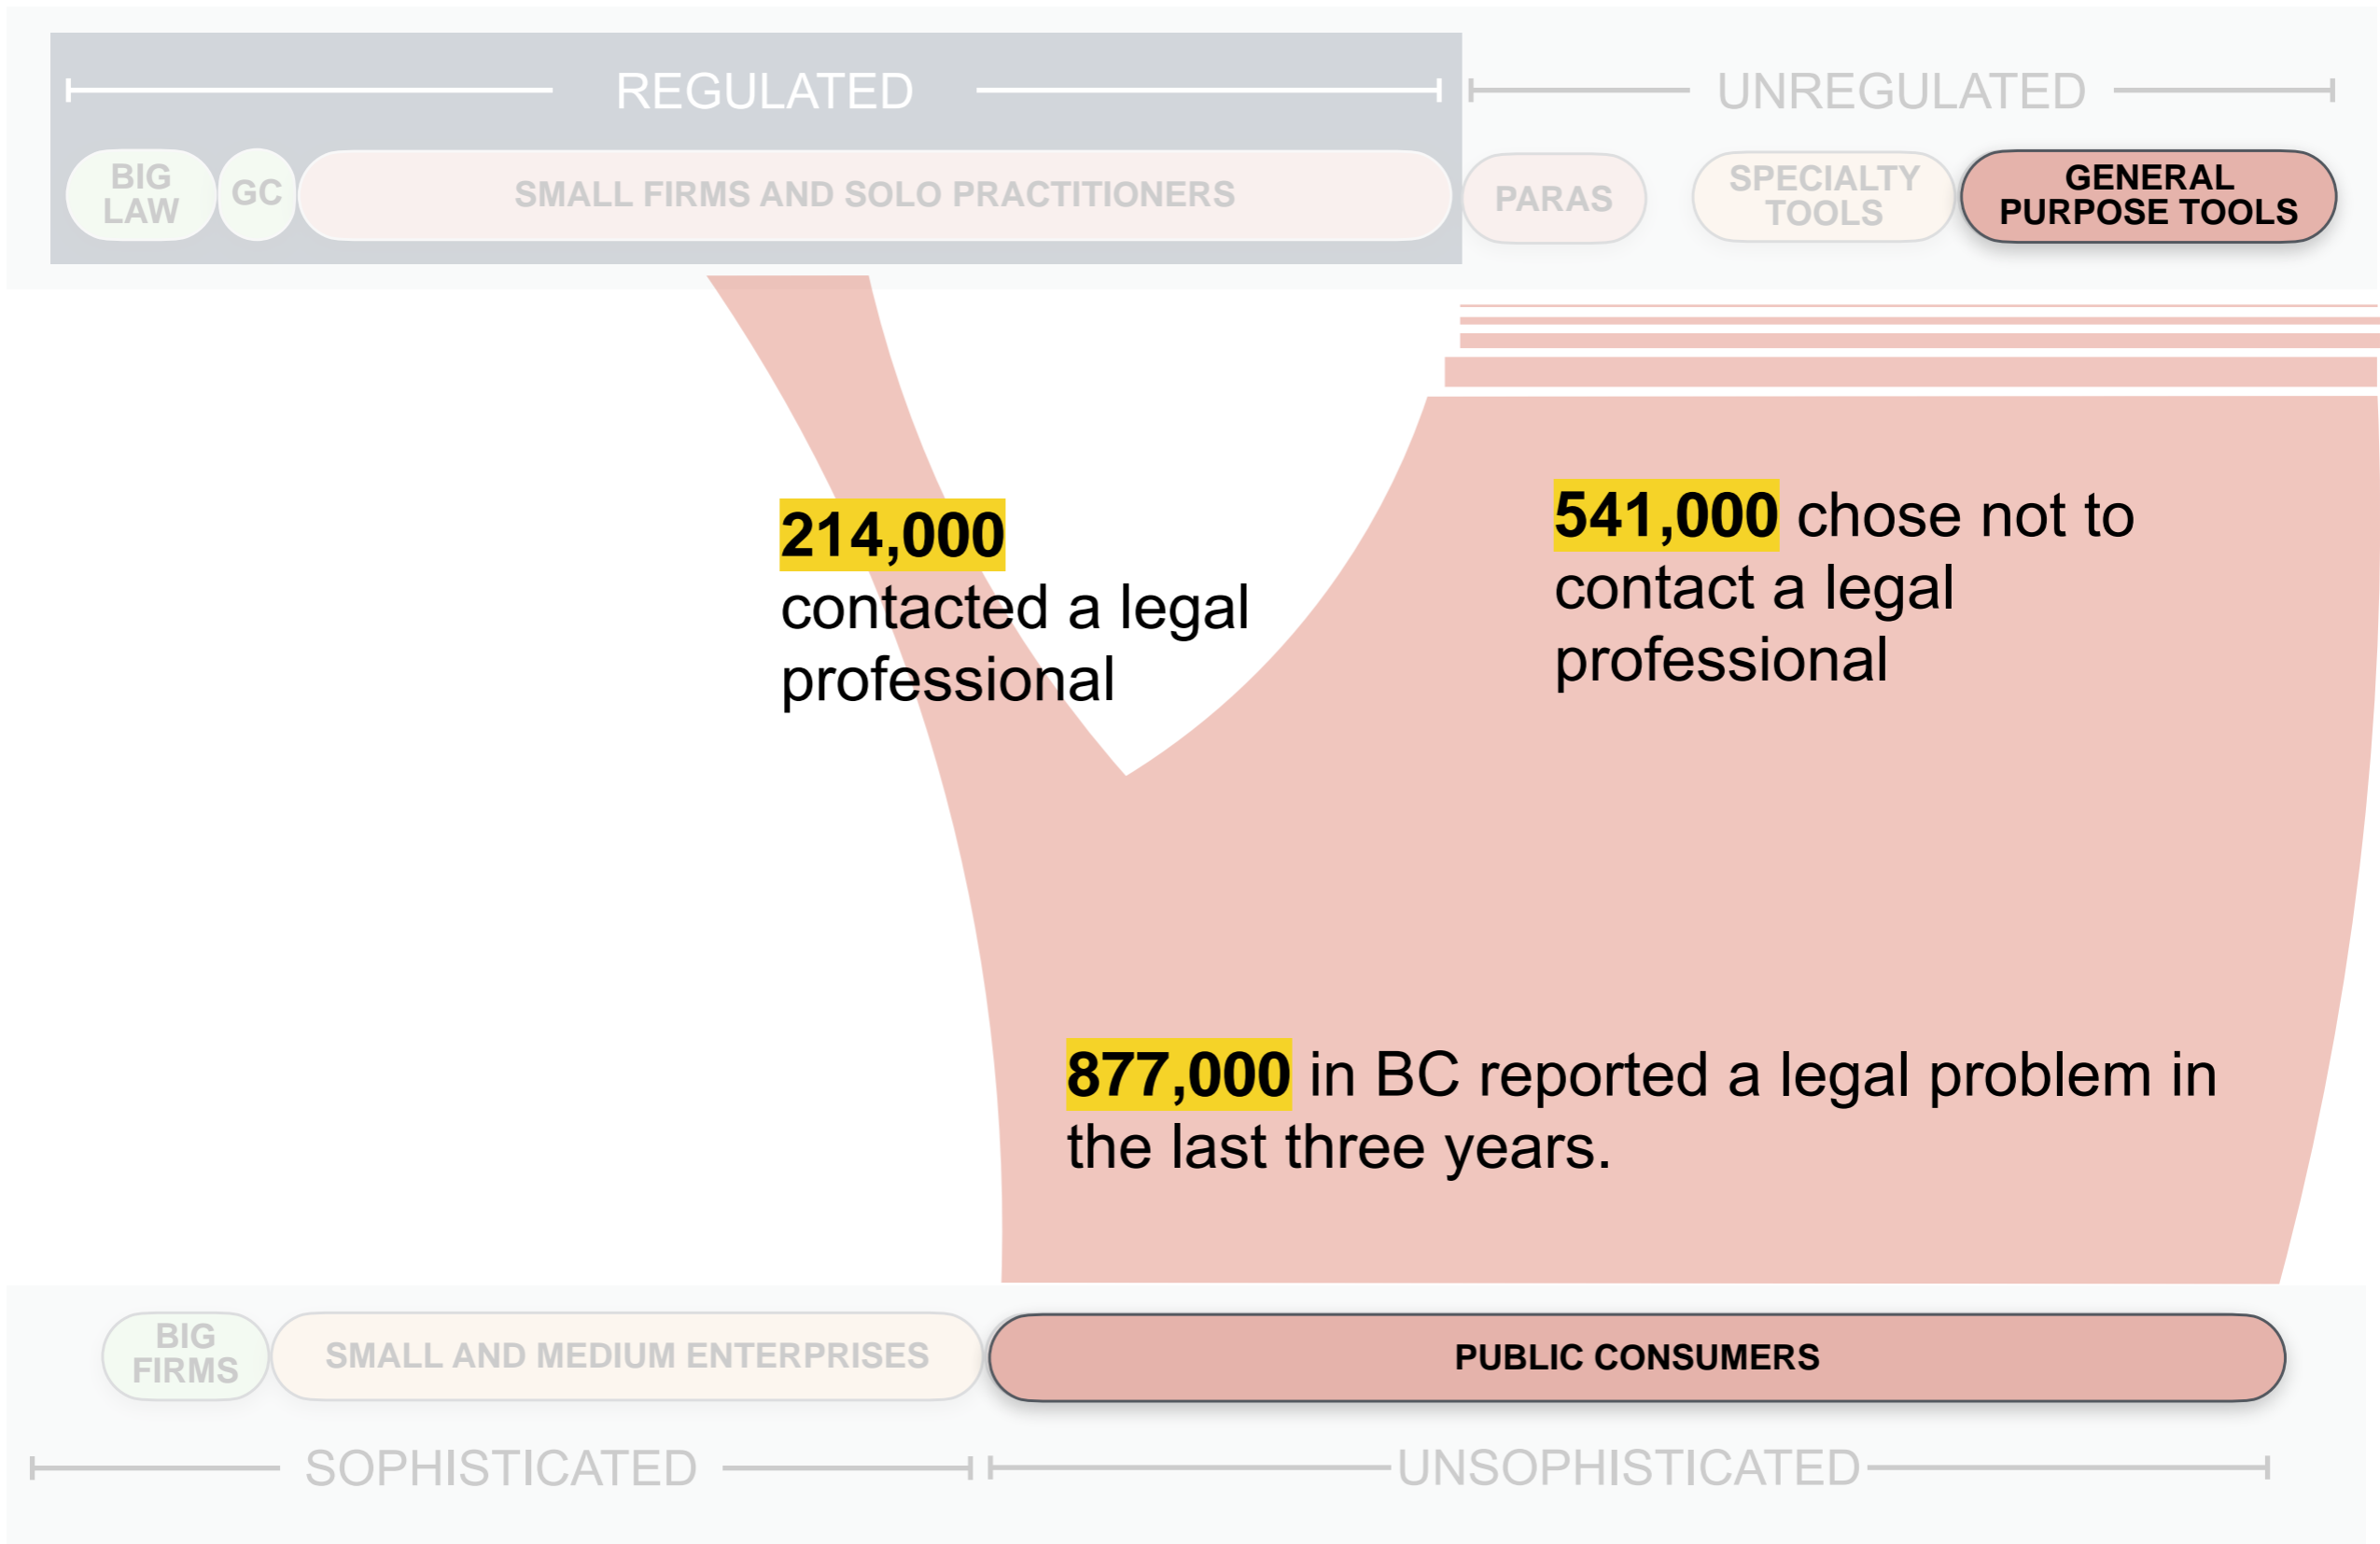 REGULATED
UNREGULATED
BIG
LAW
GC
SMALL FIRMS AND SOLO PRACTITIONERS
PARAS
SPECIALTY
TOOLS
GENERAL
PURPOSE TOOLS
214,000
contacted a legal
professional
541,000 chose not to
contact a legal
professional
877,000 in BC reported a legal problem in
the last three years.
BIG
FIRMS
SMALL AND MEDIUM ENTERPRISES
PUBLIC CONSUMERS
SOPHISTICATED
UNSOPHISTICATED